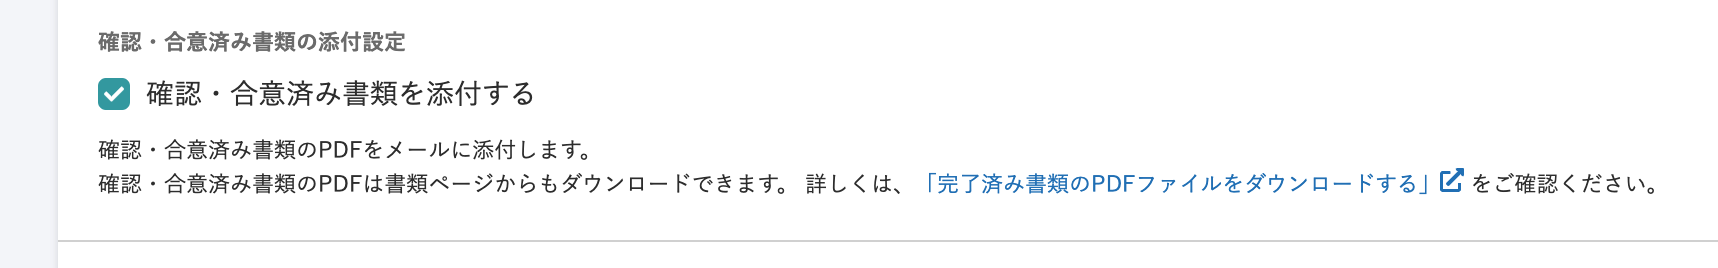 確認・合意済み書類の添付設定
確認・合意済み書類を添付する
確認・合意済み書類のPDFをメールに添付します。
確認・合意済み書類のPDFは書類ページからもダウンロードできます。 詳しくは、「完了済み書類のPDFファイルをダウンロードする」をご確認ください。